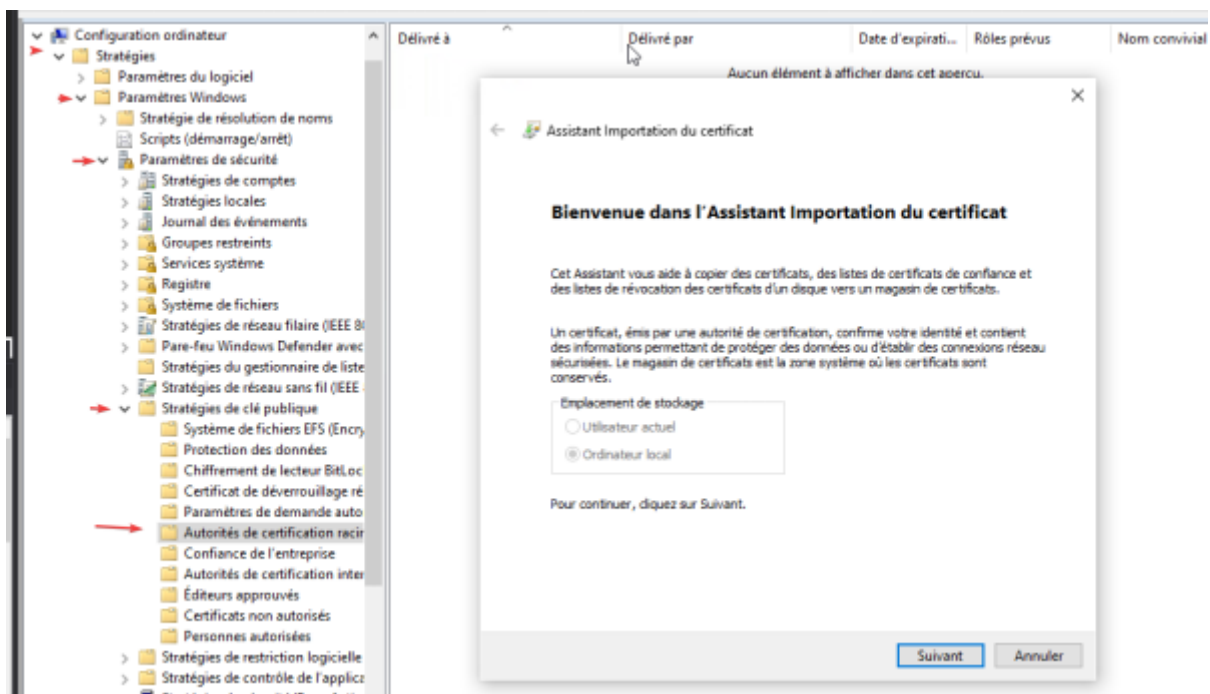 Configuration ordinateur
Stratégies
Paramètres du logiciel
Paramètres Windows
Stratégie de résolution de noms
Scripts (démarrage/arrêt)
Paramètres de sécurité
Stratégies de comptes
Stratégies locales
Journal des événements
Groupes restreints
Services système
Registre
Système de fichiers
Stratégies de réseau filaire (IEEE 80
Pare-feu Windows Defender avec
Stratégies du gestionnaire de liste
Stratégies de réseau sans fil (IEEE
Stratégies de clé publique
Système de fichiers EFS (Encry
Protection des données
Chiffrement de lecteur BitLoc
Certificat de déverrouillage ré
Paramètres de demande auto
Autorités de certification racin
Confiance de l'entreprise
Autorités de certification inter
Éditeurs approuvés
Certificats non autorisés
Personnes autorisées
Stratégies de restriction logicielle
Stratégies de contrôle de l'applica
Délivré à Délivré par Date d'expirati... Rôles prévus Nom convivial
Aucun élément à afficher dans cet aperçu.
Assistant Importation du certificat
Bienvenue dans l'Assistant Importation du certificat
Cet Assistant vous aide à copier des certificats, des listes de certificats de confiance et
des listes de révocation des certificats d'un disque vers un magasin de certificats.
Un certificat, émis par une autorité de certification, confirme votre identité et contient
des informations permettant de protéger des données ou d'établir des connexions réseau
sécurisées. Le magasin de certificats est la zone système où les certificats sont
conservés.
Emplacement de stockage
Utilisateur actuel
Ordinateur local
Pour continuer, cliquez sur Suivant.
Suivant Annuler